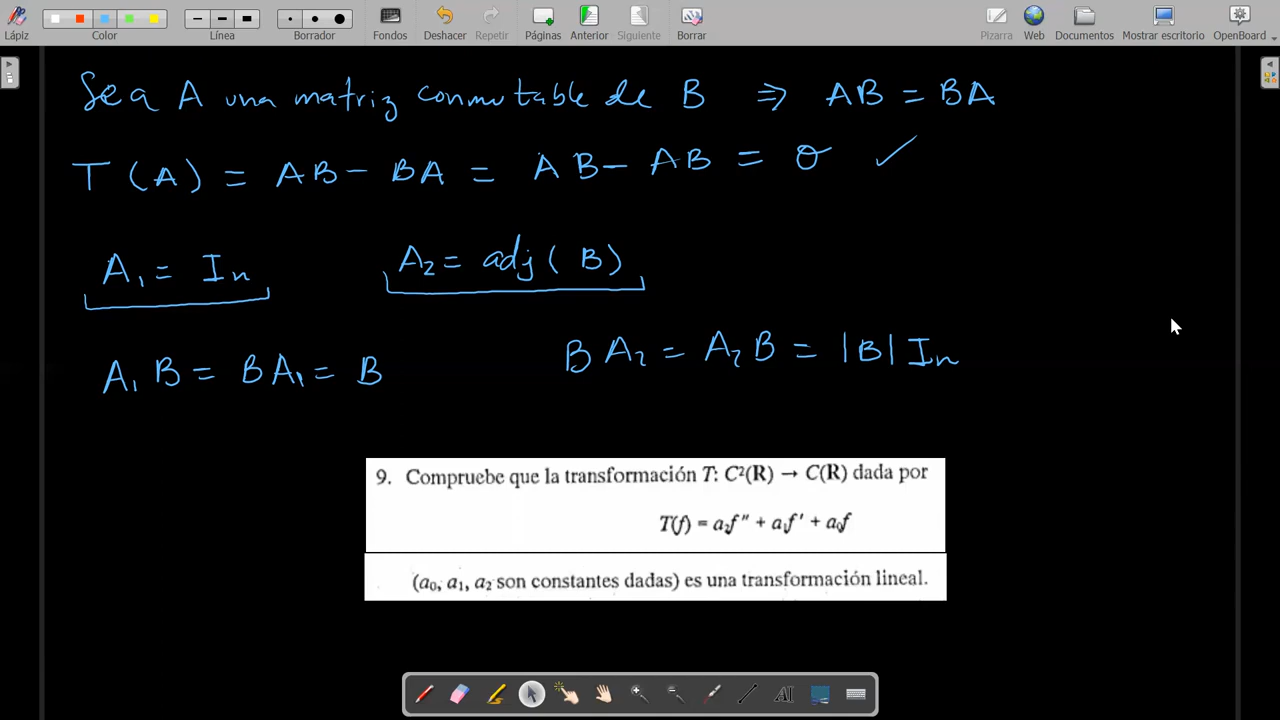 Lápiz Color Línea Borrador Fondos Deshacer Repetir Páginas Anterior Siguiente Borrar Pizarra Web Documentos Mostrar escritorio OpenBoard
Sea A una matriz conmutable de B ⇒ AB = BA
T (A) = AB - BA = AB - AB = θ ✓
A₁ = In A₂ = adj ( B )
A₁ B = B A₁ = B B A₂ = A₂ B = |B| In
9. Compruebe que la transformación T: C²(R) → C(R) dada por
T(f) = a₂f″ + a₁f′ + a₀f
(a₀, a₁, a₂ son constantes dadas) es una transformación lineal.